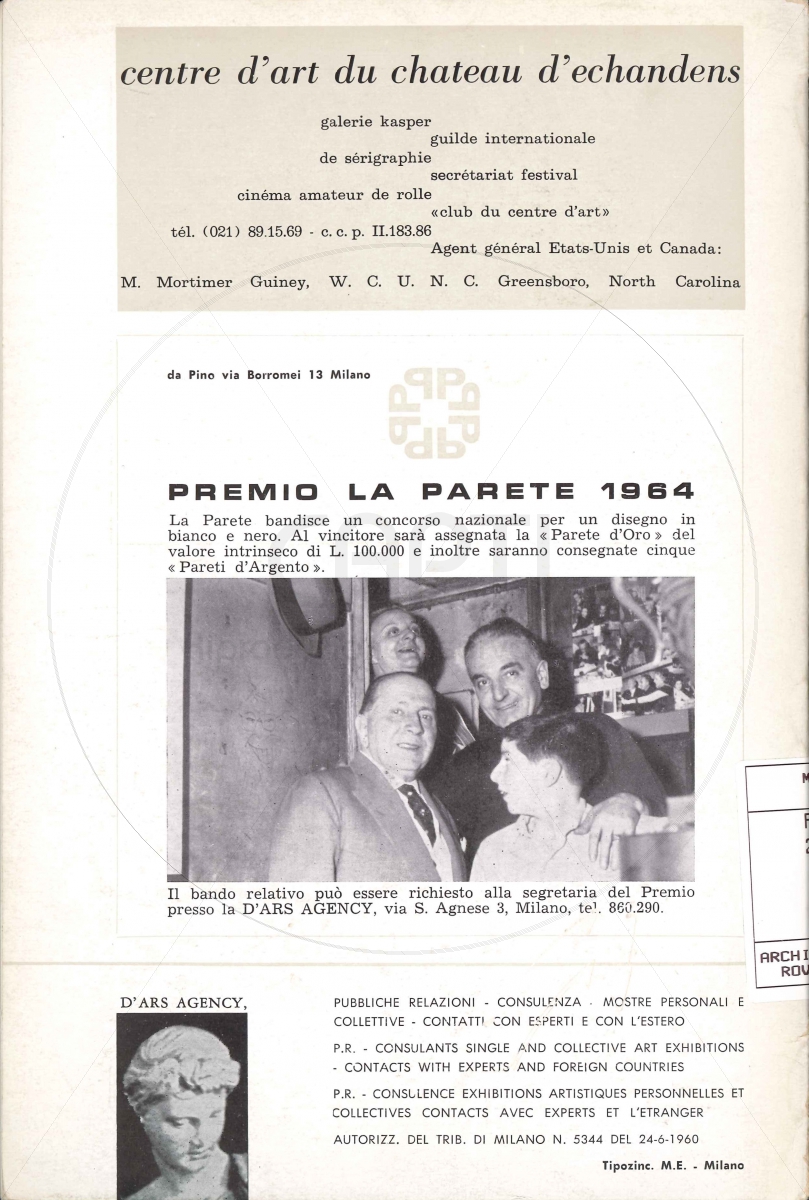 centre d'art du chateau d'echandens
galerie kasper
guilde internationale
de sérigraphie
secrétariat festival
cinéma amateur de rolle
«club du centre d'art»
tél. (021) 89.15.69 - c. c. p. II.183.86
Agent général Etats-Unis et Canada:
M. Mortimer Guiney, W. C. U. N. C. Greensboro, North Carolina
da Pino via Borromei 13 Milano
PREMIO LA PARETE 1964
La Parete bandisce un concorso nazionale per un disegno in
bianco e nero. Al vincitore sarà assegnata la «Parete d'Oro» del
valore intrinseco di L. 100.000 e inoltre saranno consegnate cinque
«Pareti d'Argento».
Il bando relativo può essere richiesto alla segretaria del Premio
presso la D'ARS AGENCY, via S. Agnese 3, Milano, tel. 860.290.
ARCHI
ROV
D'ARS AGENCY,
PUBBLICHE RELAZIONI - CONSULENZA - MOSTRE PERSONALI E
COLLETTIVE - CONTATTI CON ESPERTI E CON L'ESTERO
P.R. - CONSULANTS SINGLE AND COLLECTIVE ART EXHIBITIONS
- CONTACTS WITH EXPERTS AND FOREIGN COUNTRIES
P.R. - CONSULENCE EXHIBITIONS ARTISTIQUES PERSONNELLES ET
COLLECTIVES CONTACTS AVEC EXPERTS ET L'ETRANGER
AUTORIZZ. DEL TRIB. DI MILANO N. 5344 DEL 24-6-1960
Tipozinc. M.E. - Milano